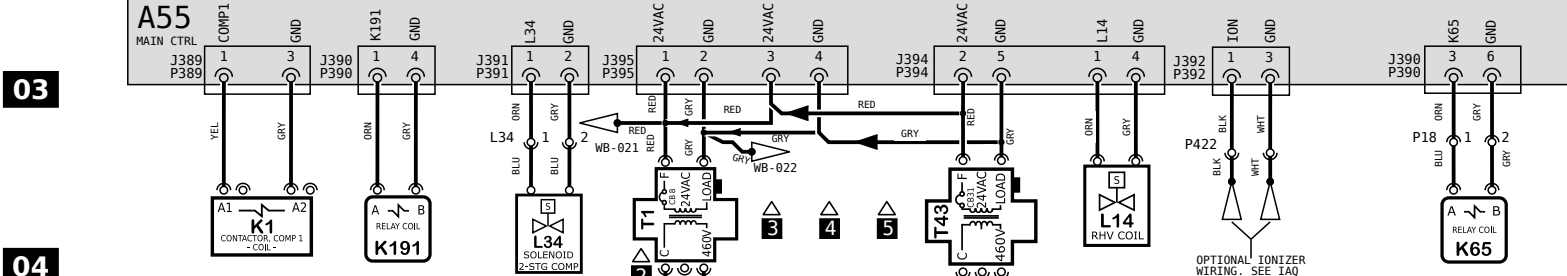 A55
MAIN CTRL
COMP1
K191
GND
L34
GND
24VAC
GND
24VAC
GND
24VAC
GND
L14
GND
ION
GND
K65
GND
J389 1 3
P389
J390 1 4
P390
J391 1 2
P391
J395 1 2 3 4
P395
J394 2 5 1 4
P394
J392 1 3
P392
J390 3 6
P390
03
YEL
GRY
ORN
GRY
ORN
GRY
RED
GRY
RED
RED
RED
GRY
ORN
GRY
BLK
WHT
ORN
GRY
L34 1 2
RED
WB-021
RED
GRY
GRY
GRY
GRY
WB-022
P422
P18 1 2
BLU
BLU
BLK
WHT
BLU
GRY
A1 A2
K1
CONTACTOR, COMP 1
- COIL -
A B
RELAY COIL
K191
S
L34
SOLENOID
2-STG COMP
T1
F
CB8
24VAC
LOAD
C
460V
2
3
4
5
T43
F
CB31
24VAC
LOAD
C
460V
S
L14
RHV COIL
OPTIONAL IONIZER
WIRING. SEE IAQ
A B
RELAY COIL
K65
04